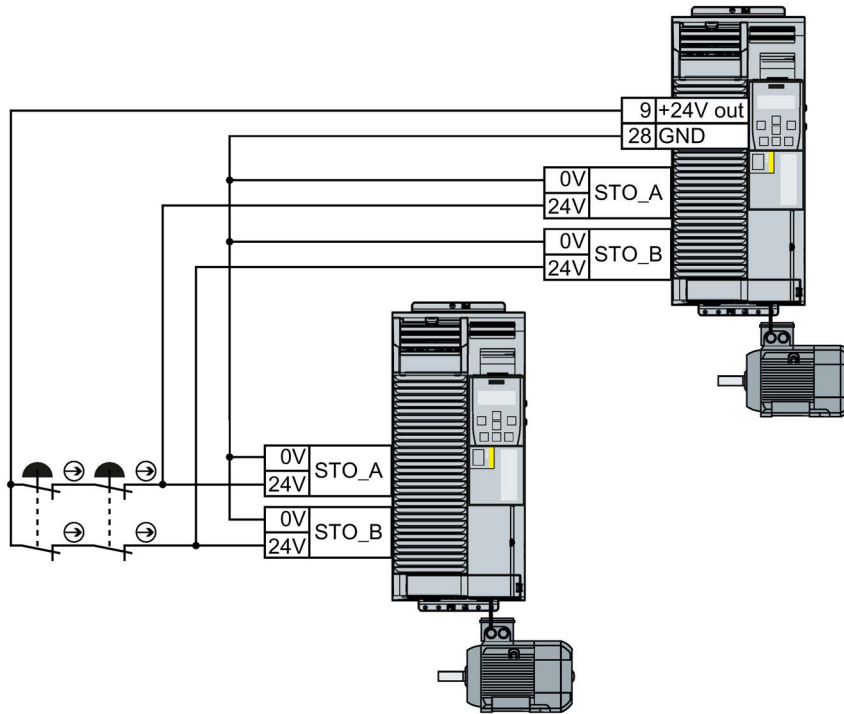 9 +24V out
28 GND
0V
STO_A
24V
0V
STO_B
24V
0V
STO_A
24V
0V
STO_B
24V